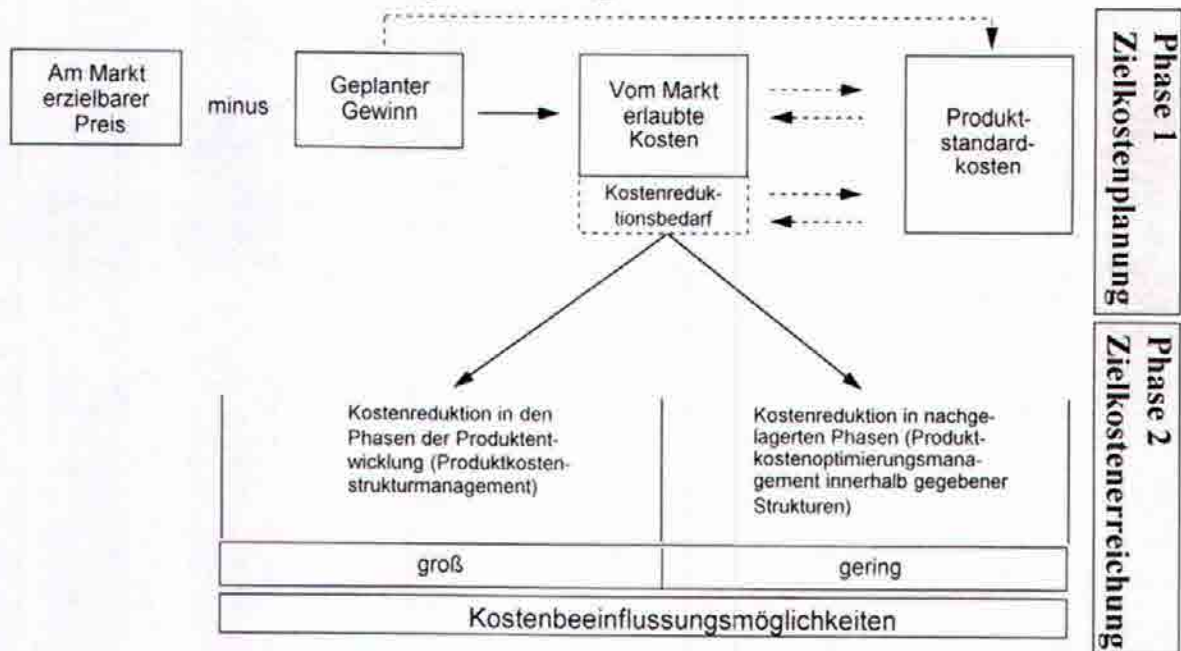 Am Markt
erzielbarer
Preis
minus
Geplanter
Gewinn
Vom Markt
erlaubte
Kosten
Kostenreduk-
tionsbedarf
Produkt-
standard-
kosten
Phase 1
Zielkostenplanung
Kostenreduktion in den
Phasen der Produktent-
wicklung (Produktkosten-
strukturmanagement)
Kostenreduktion in nachge-
lagerten Phasen (Produkt-
kostenoptimierungsmana-
gement innerhalb gegebener
Strukturen)
groß
gering
Kostenbeeinflussungsmöglichkeiten
Phase 2
Zielkostenerreichung